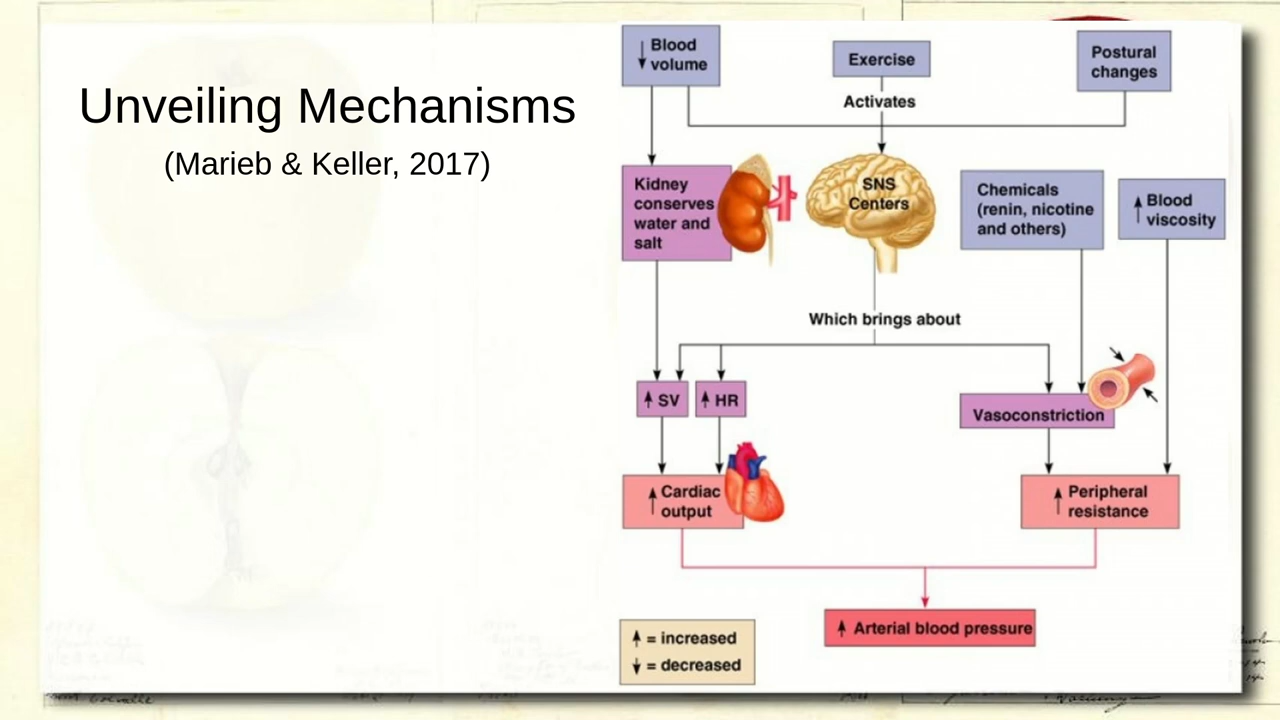 Unveiling Mechanisms
(Marieb & Keller, 2017)
↓ Blood
volume
Exercise
Postural
changes
Activates
Kidney
conserves
water and
salt
SNS
Centers
Chemicals
(renin, nicotine
and others)
↑ Blood
viscosity
Which brings about
↑ SV
↑ HR
Vasoconstriction
↑ Cardiac
output
↑ Peripheral
resistance
↑ Arterial blood pressure
↑ = increased
↓ = decreased